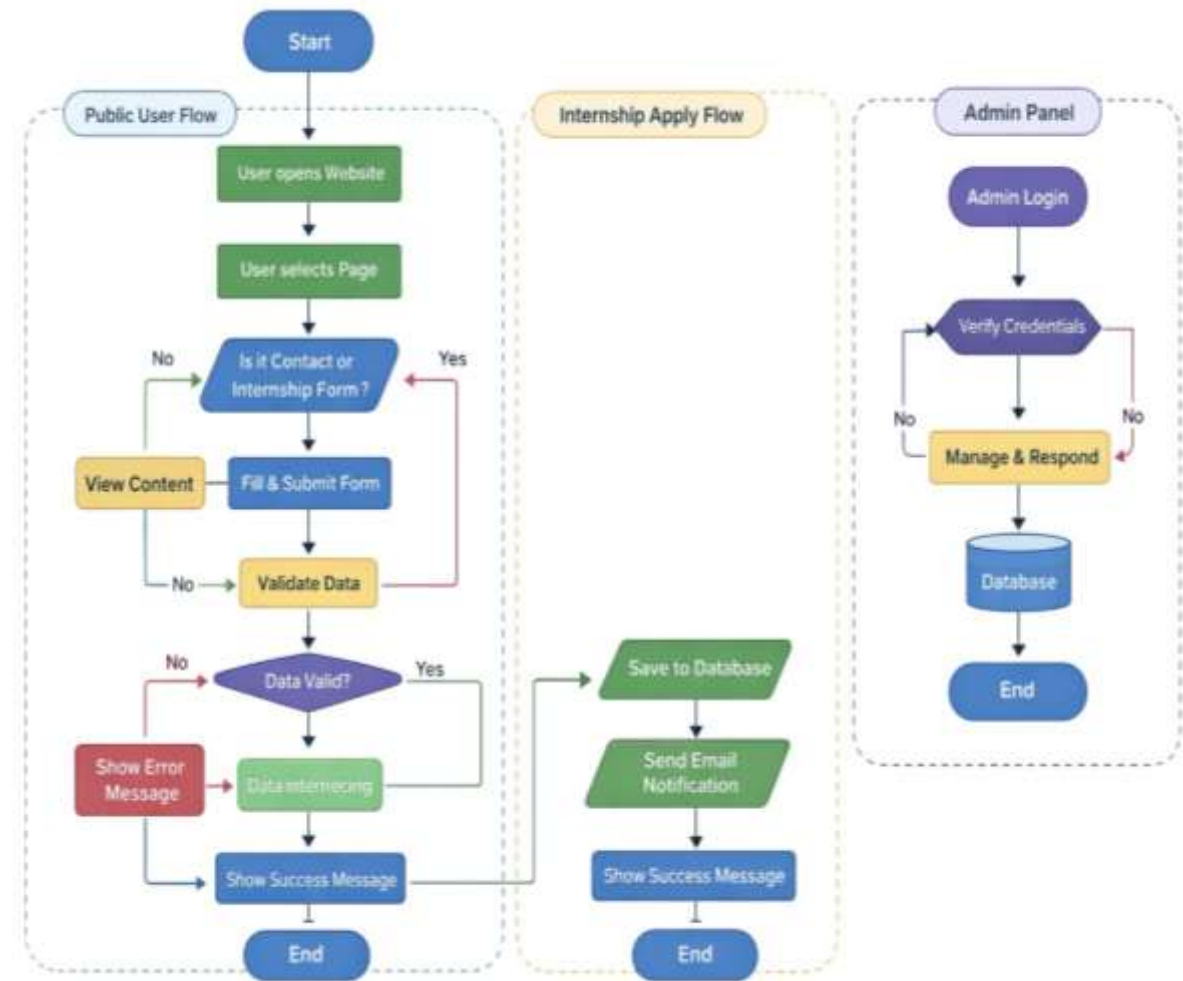 Start
Public User Flow
User opens Website
User selects Page
No
Is it Contact or
Internship Form ?
Yes
View Content
Fill & Submit Form
No
Validate Data
No
Data Valid?
Yes
Show Error
Message
Data internecing
Show Success Message
End
Internship Apply Flow
Save to Database
Send Email
Notification
Show Success Message
End
Admin Panel
Admin Login
Verify Credentials
No
No
Manage & Respond
Database
End